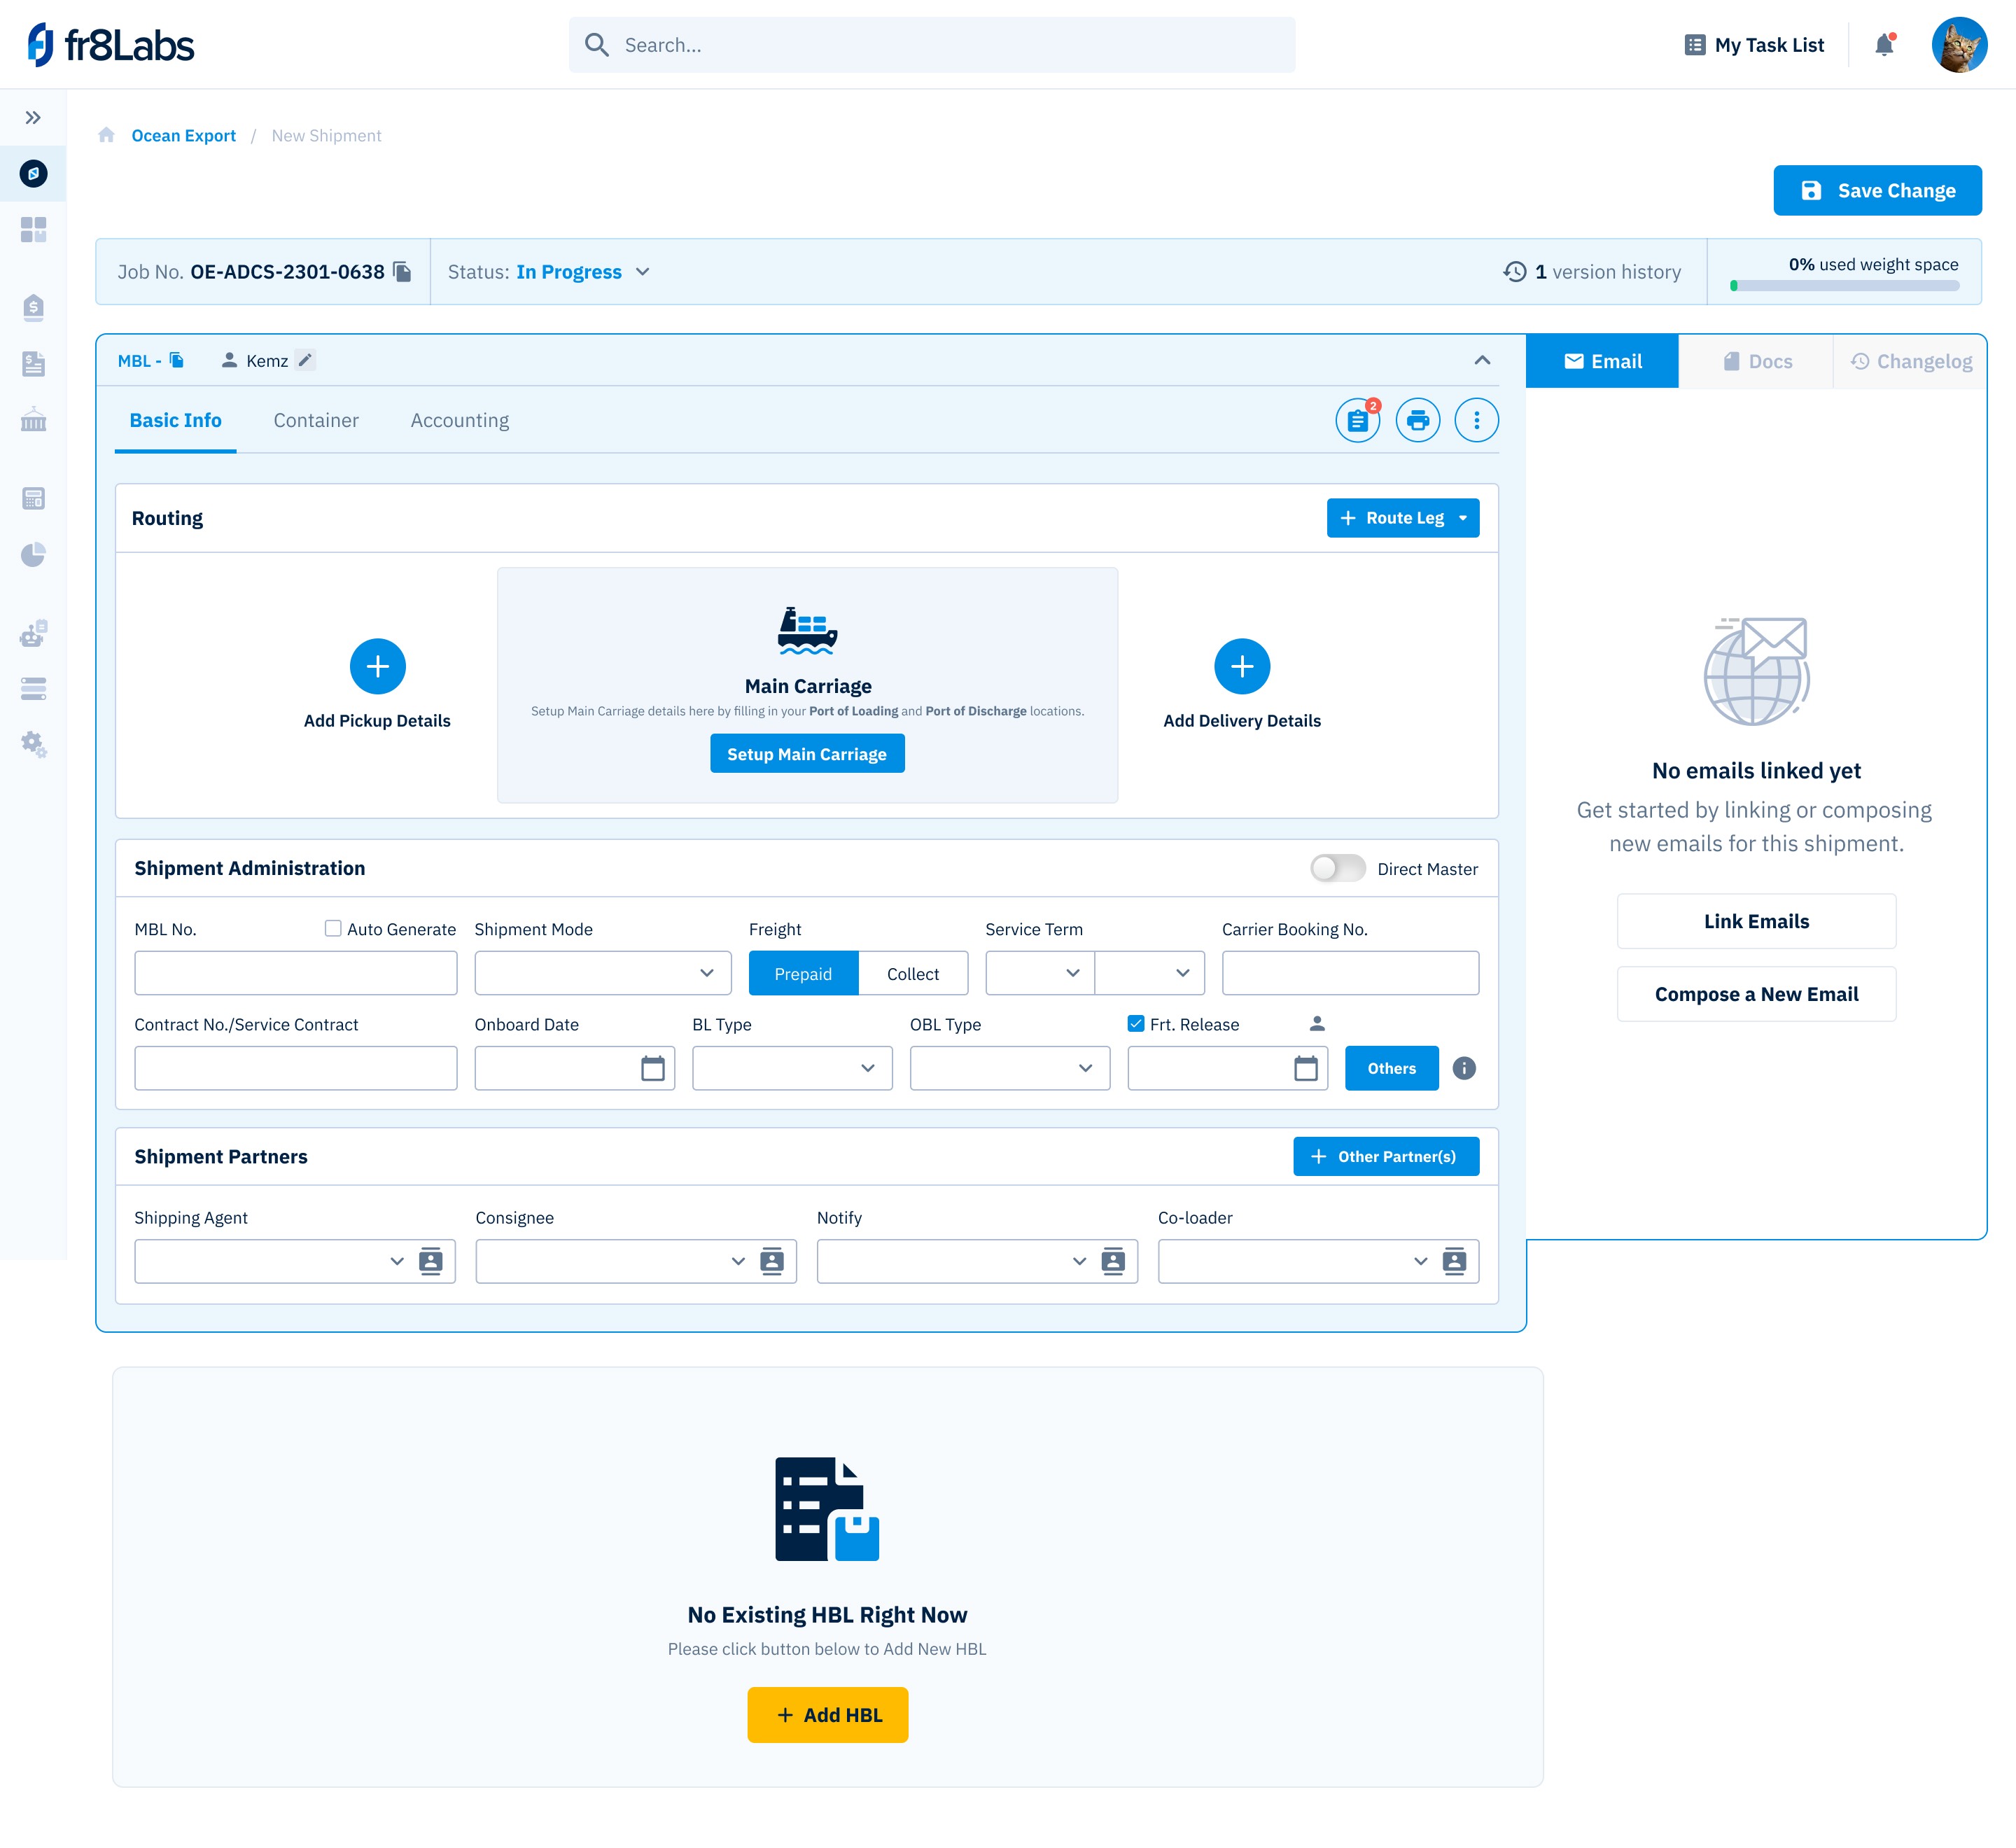 fr8Labs
Search...
My Task List
Ocean Export / New Shipment
Save Change
Job No. OE-ADCS-2301-0638
Status: In Progress
1 version history
0% used weight space
MBL -
Kemz
Email
Docs
Changelog
Basic Info
Container
Accounting
2
Routing
+ Route Leg
Add Pickup Details
Main Carriage
Setup Main Carriage details here by filling in your Port of Loading and Port of Discharge locations.
Setup Main Carriage
Add Delivery Details
No emails linked yet
Get started by linking or composing
new emails for this shipment.
Link Emails
Compose a New Email
Shipment Administration
Direct Master
MBL No.
Auto Generate
Shipment Mode
Freight
Service Term
Carrier Booking No.
Prepaid
Collect
Contract No./Service Contract
Onboard Date
BL Type
OBL Type
Frt. Release
Others
Shipment Partners
+ Other Partner(s)
Shipping Agent
Consignee
Notify
Co-loader
No Existing HBL Right Now
Please click button below to Add New HBL
+ Add HBL